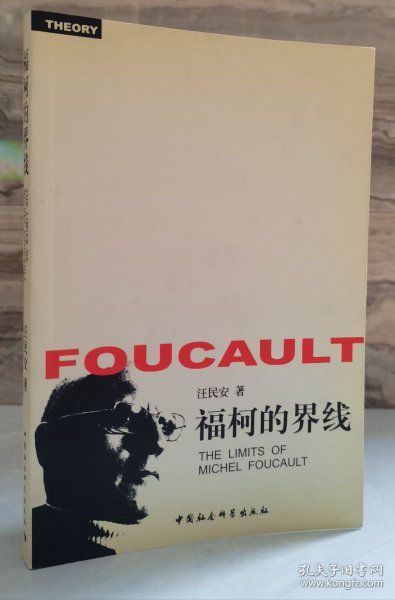 THEORY
FOUCAULT
汪民安 著
福柯的界线
THE LIMITS OF
MICHEL FOUCAULT
中国社会科学出版社
孔夫子旧书网
www.kongfz.com